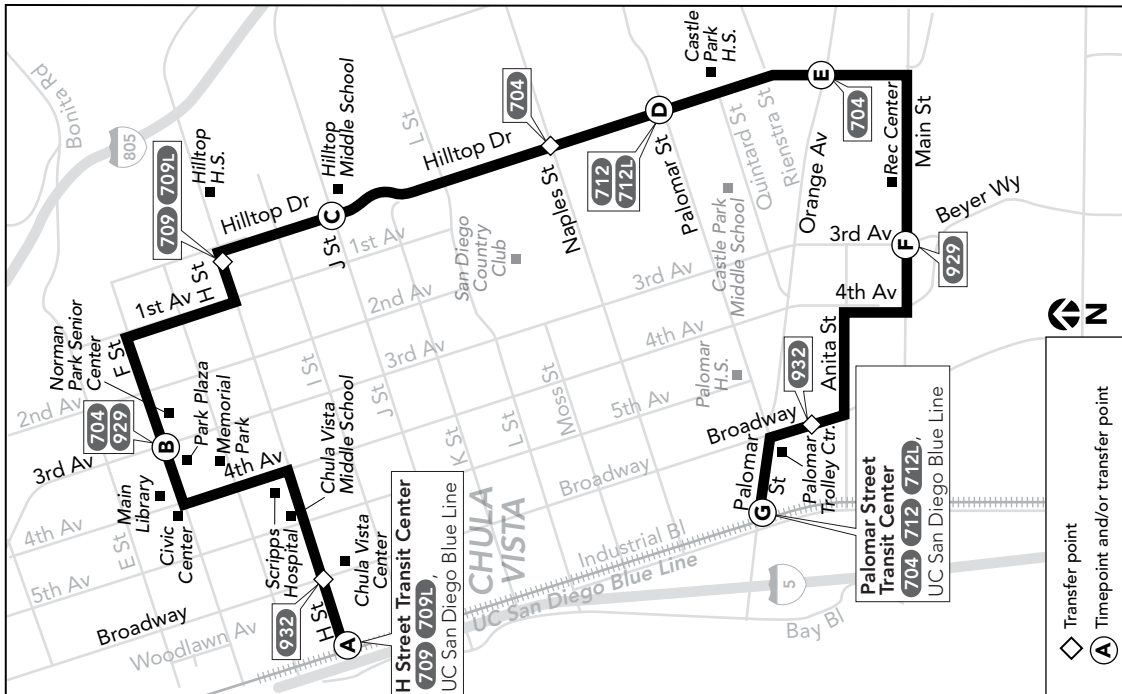 Bonita Rd
805
709 709L
Hilltop
H.S.
Hilltop Dr
Hilltop
Middle School
C
J St
1st Av
H St
1st Av
F St
Norman
Park Senior
Center
2nd Av
704
929
B
3rd Av
Park Plaza
Memorial
Park
4th Av
Main
Library
Civic
Center
E St
4th Av
5th Av
Broadway
Woodlawn Av
Scripps
Hospital
Chula Vista
Middle School
Chula Vista
Center
932
H St
A
H Street Transit Center
709 709L,
UC San Diego Blue Line
I St
J St
K St
L St
Moss St
L St
2nd Av
3rd Av
San Diego
Country
Club
CHULA
VISTA
Hilltop Dr
704
Naples St
712
712L
D
Palomar St
Castle
Park
H.S.
Quintard St
Rienstra St
Orange Av
E
704
Rec Center
Main St
Beyer Wy
3rd Av
F
929
4th Av
Anita St
Castle Park
Middle School
3rd Av
4th Av
5th Av
Palomar
H.S.
Broadway
Broadway
932
Palomar
St
Palomar
Trolley Ctr.
G
Palomar Street
Transit Center
704 712 712L,
UC San Diego Blue Line
Industrial Bl
UC San Diego Blue Line
5
Bay Bl
N
Transfer point
A Timepoint and/or transfer point